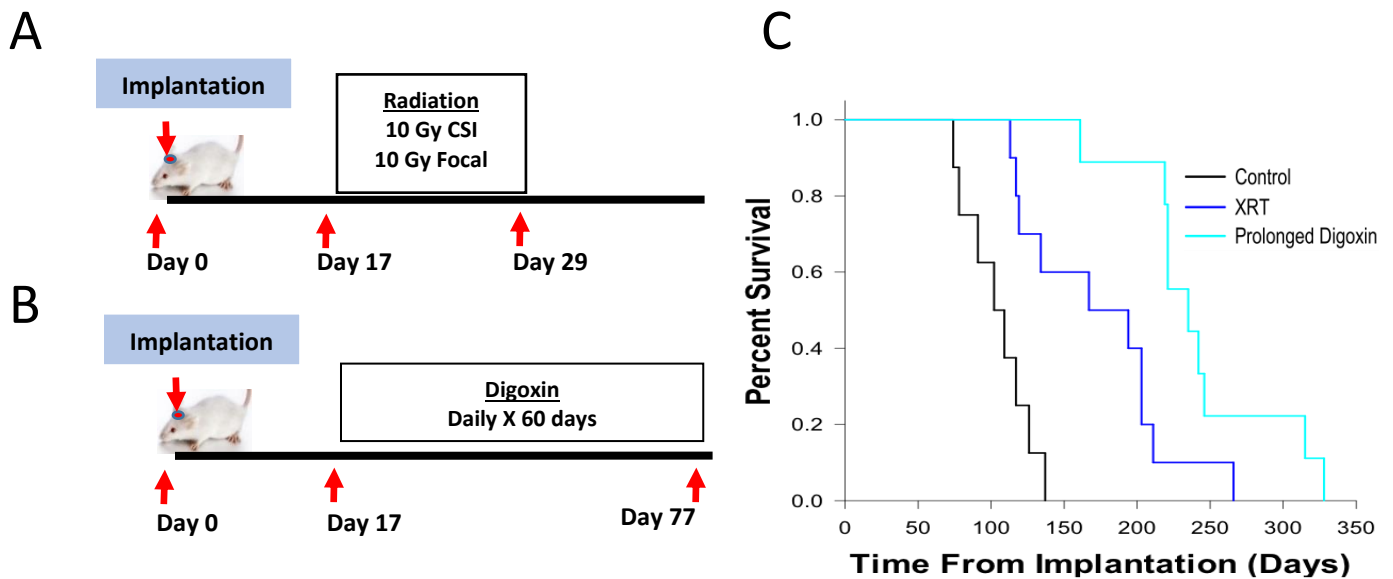 A
Implantation
Radiation
10 Gy CSI
10 Gy Focal
Day 0
Day 17
Day 29
B
Implantation
Digoxin
Daily X 60 days
Day 0
Day 17
Day 77
C
Percent Survival
1.0
0.8
0.6
0.4
0.2
0.0
Control
XRT
Prolonged Digoxin
0
50
100
150
200
250
300
350
Time From Implantation (Days)